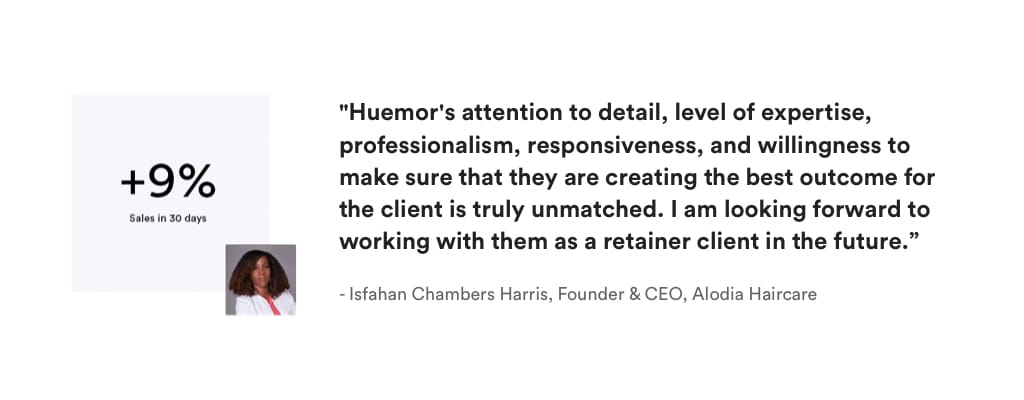 +9%
Sales in 30 days
"Huemor's attention to detail, level of expertise,
professionalism, responsiveness, and willingness to
make sure that they are creating the best outcome for
the client is truly unmatched. I am looking forward to
working with them as a retainer client in the future.”
- Isfahan Chambers Harris, Founder & CEO, Alodia Haircare